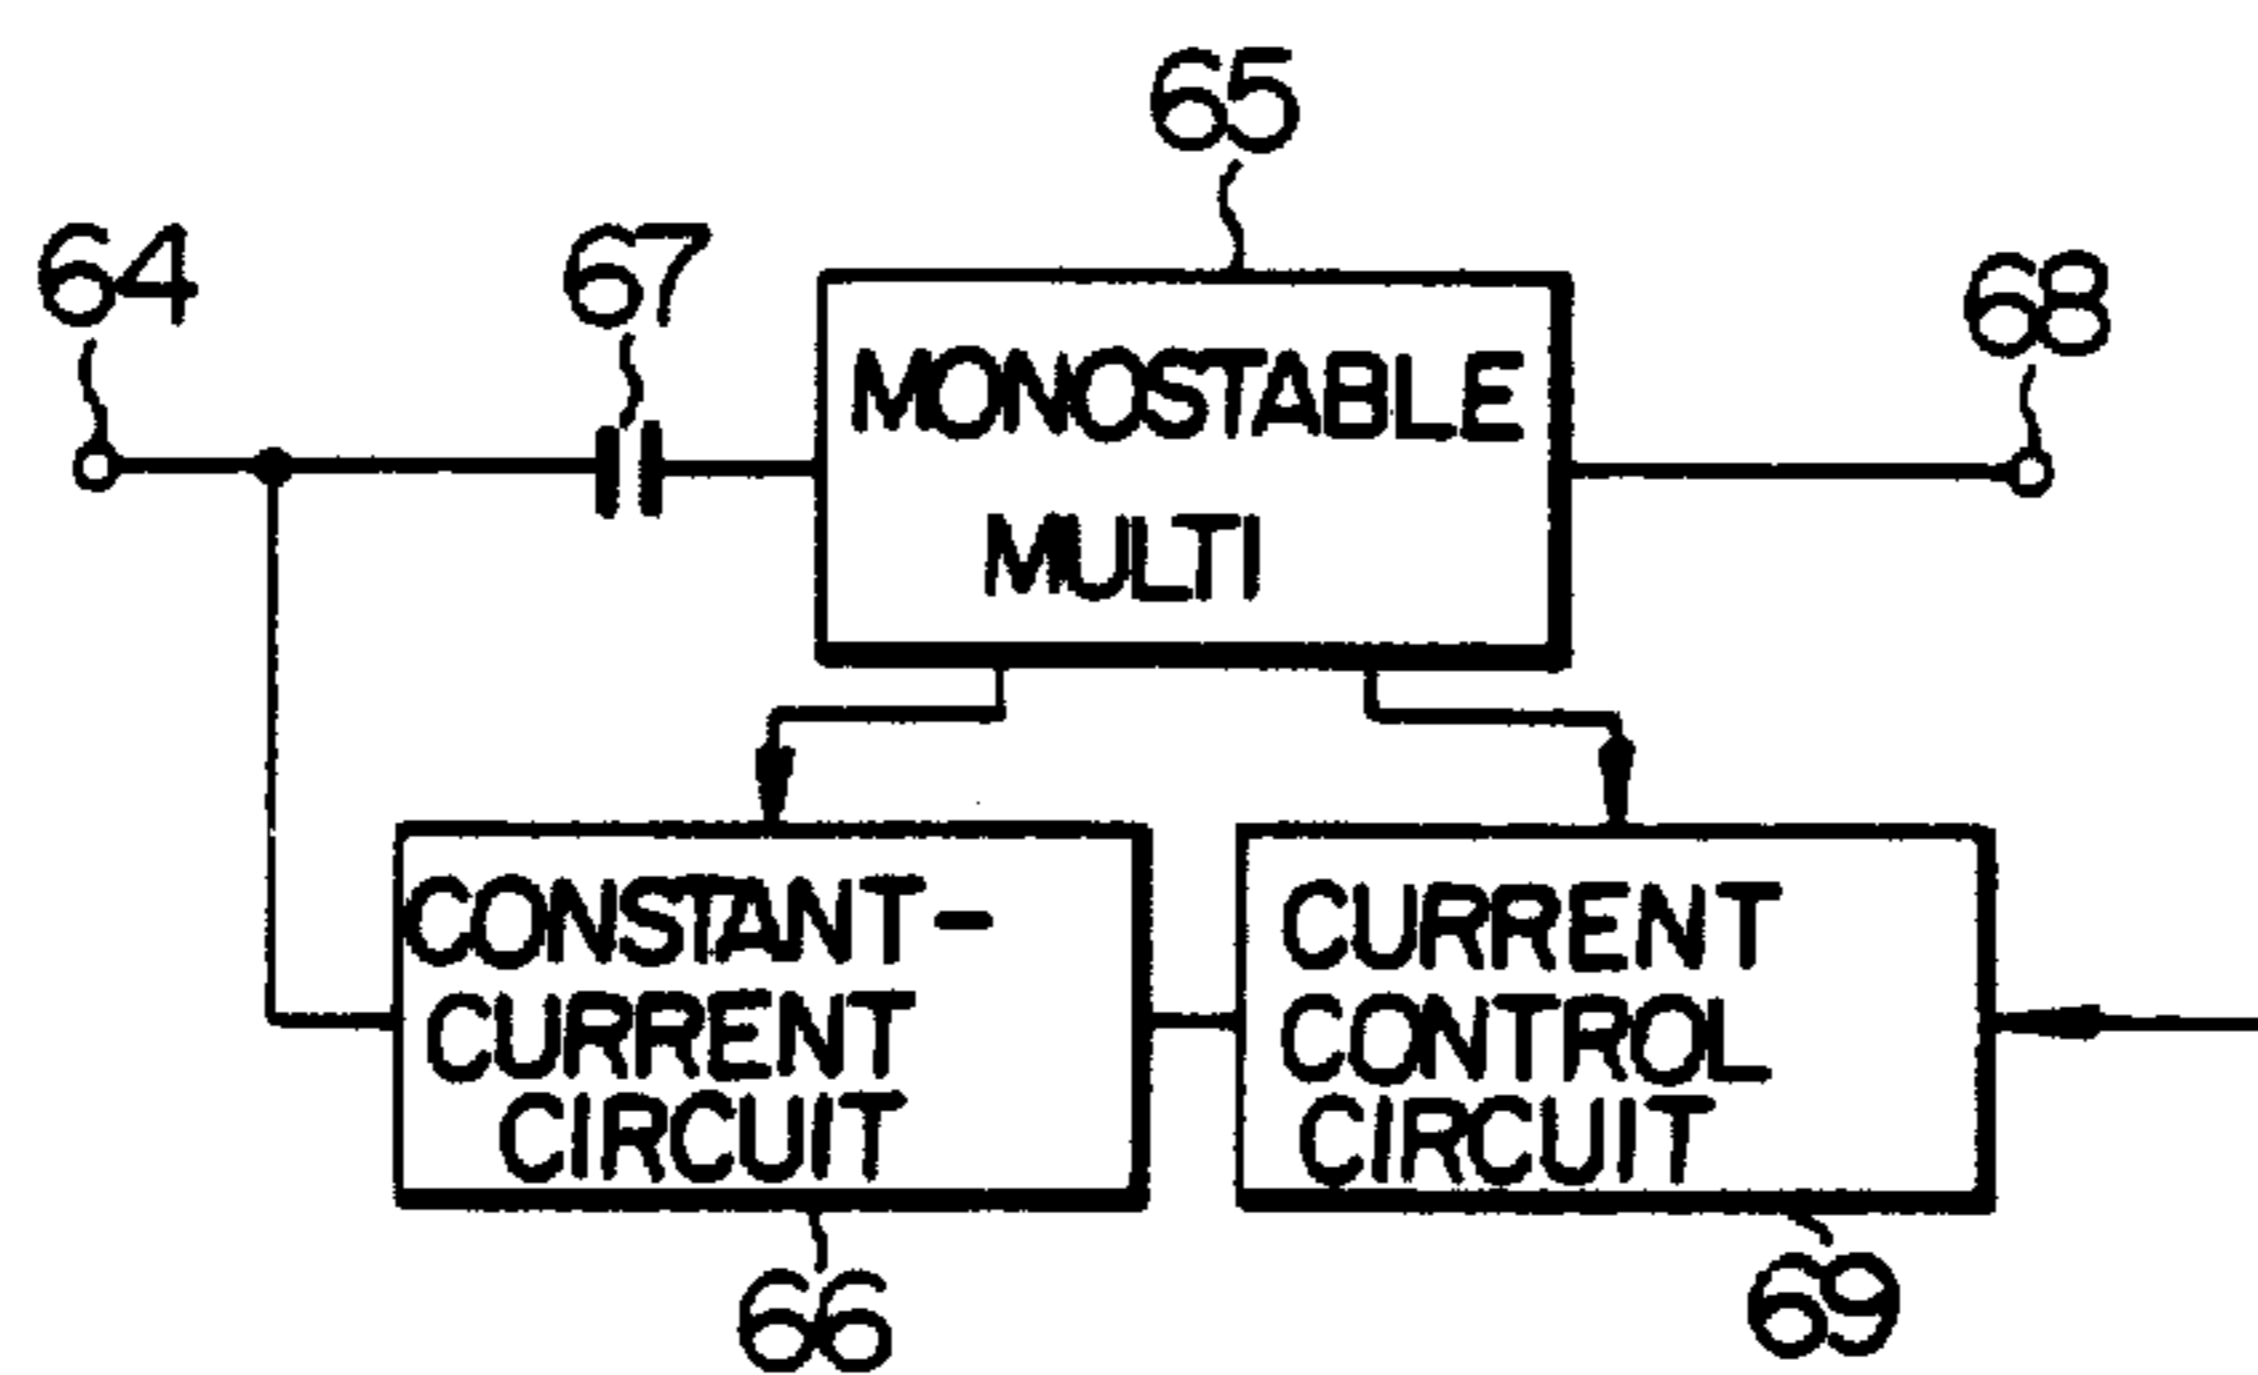 65
64
67
68
MONOSTABLE
MULTI
CONSTANT-
CURRENT
CIRCUIT
CURRENT
CONTROL
CIRCUIT
66
69